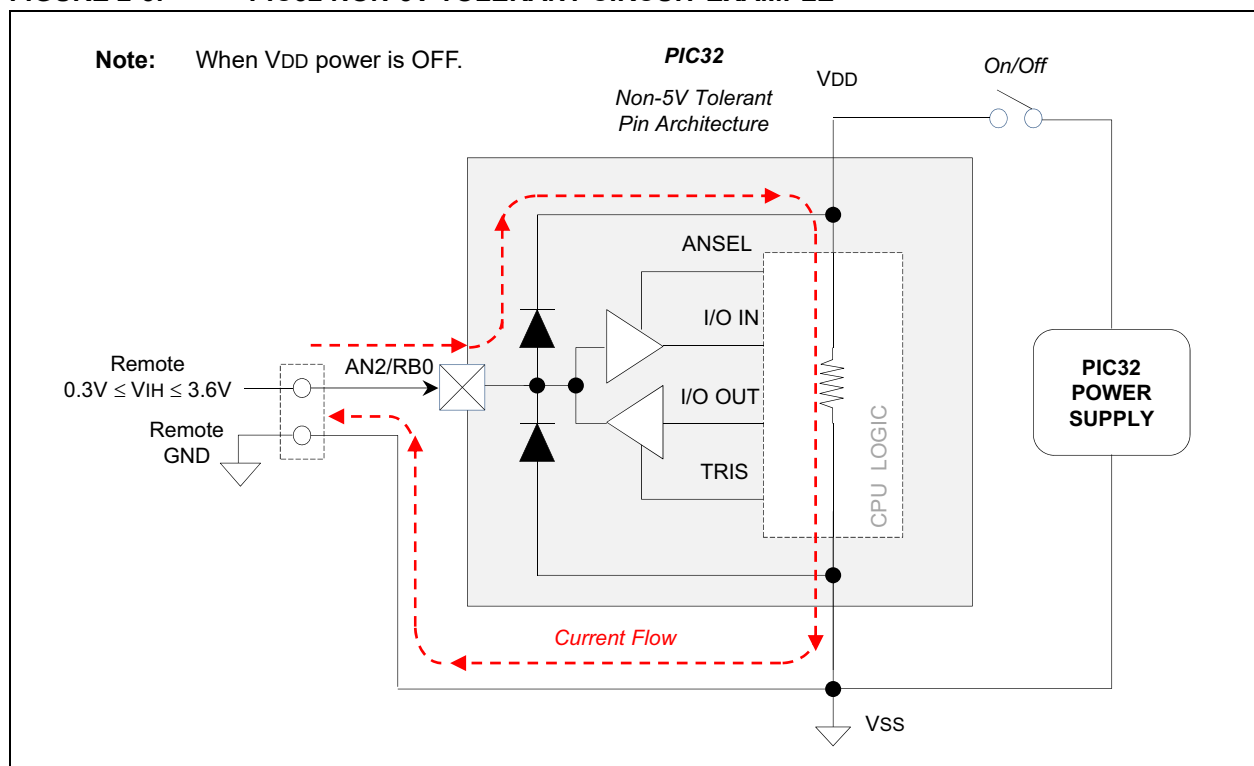 Note: When VDD power is OFF.
PIC32
Non-5V Tolerant
Pin Architecture
VDD
On/Off
ANSEL
I/O IN
AN2/RB0
Remote
0.3V ≤ VIH ≤ 3.6V
I/O OUT
Remote
GND
TRIS
CPU LOGIC
PIC32
POWER
SUPPLY
Current Flow
VSS